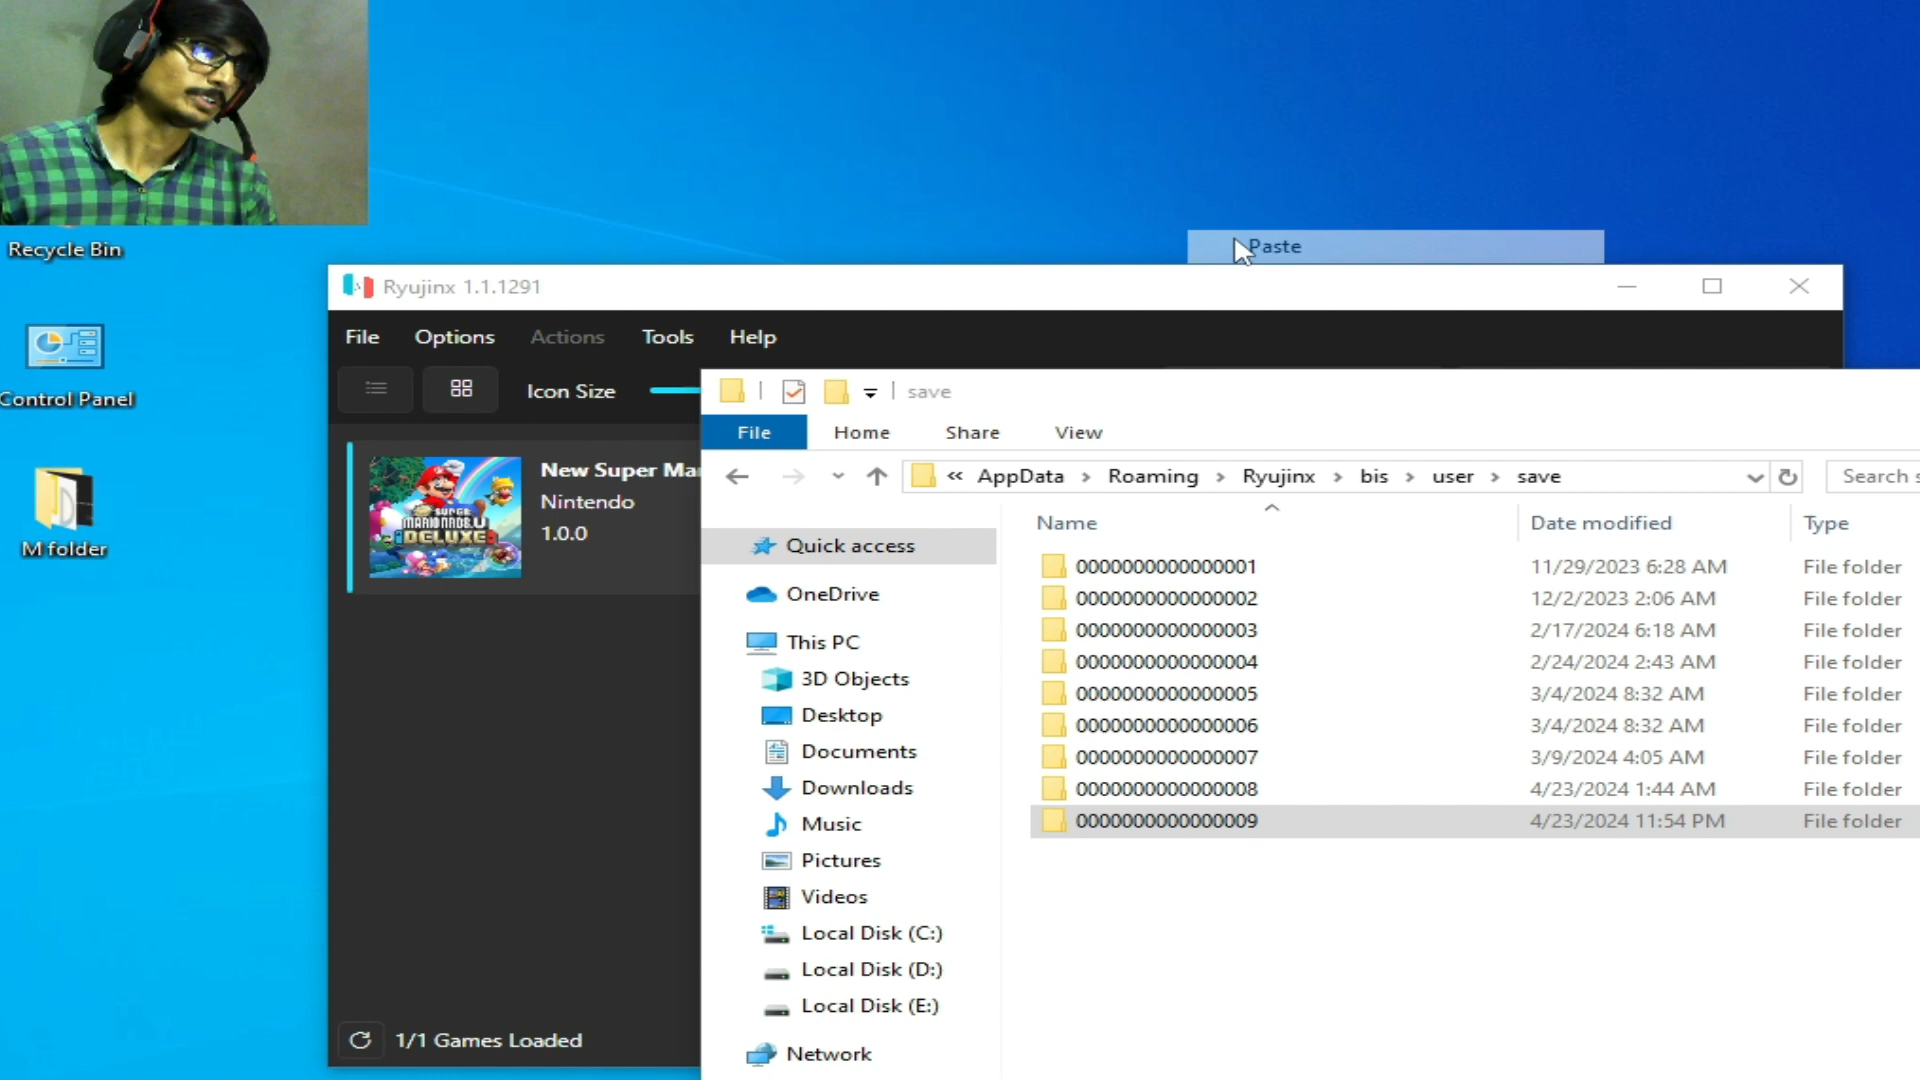 Recycle Bin
Control Panel
M folder
Paste
Ryujinx 1.1.1291
File Options Actions Tools Help
Icon Size
New Super Mar
Nintendo
1.0.0
SUPER
MARIO BROS. U
DELUXE
1/1 Games Loaded
save
File Home Share View
« AppData › Roaming › Ryujinx › bis › user › save
Search s
Name Date modified Type
0000000000000001 11/29/2023 6:28 AM File folder
0000000000000002 12/2/2023 2:06 AM File folder
0000000000000003 2/17/2024 6:18 AM File folder
0000000000000004 2/24/2024 2:43 AM File folder
0000000000000005 3/4/2024 8:32 AM File folder
0000000000000006 3/4/2024 8:32 AM File folder
0000000000000007 3/9/2024 4:05 AM File folder
0000000000000008 4/23/2024 1:44 AM File folder
0000000000000009 4/23/2024 11:54 PM File folder
Quick access
OneDrive
This PC
3D Objects
Desktop
Documents
Downloads
Music
Pictures
Videos
Local Disk (C:)
Local Disk (D:)
Local Disk (E:)
Network